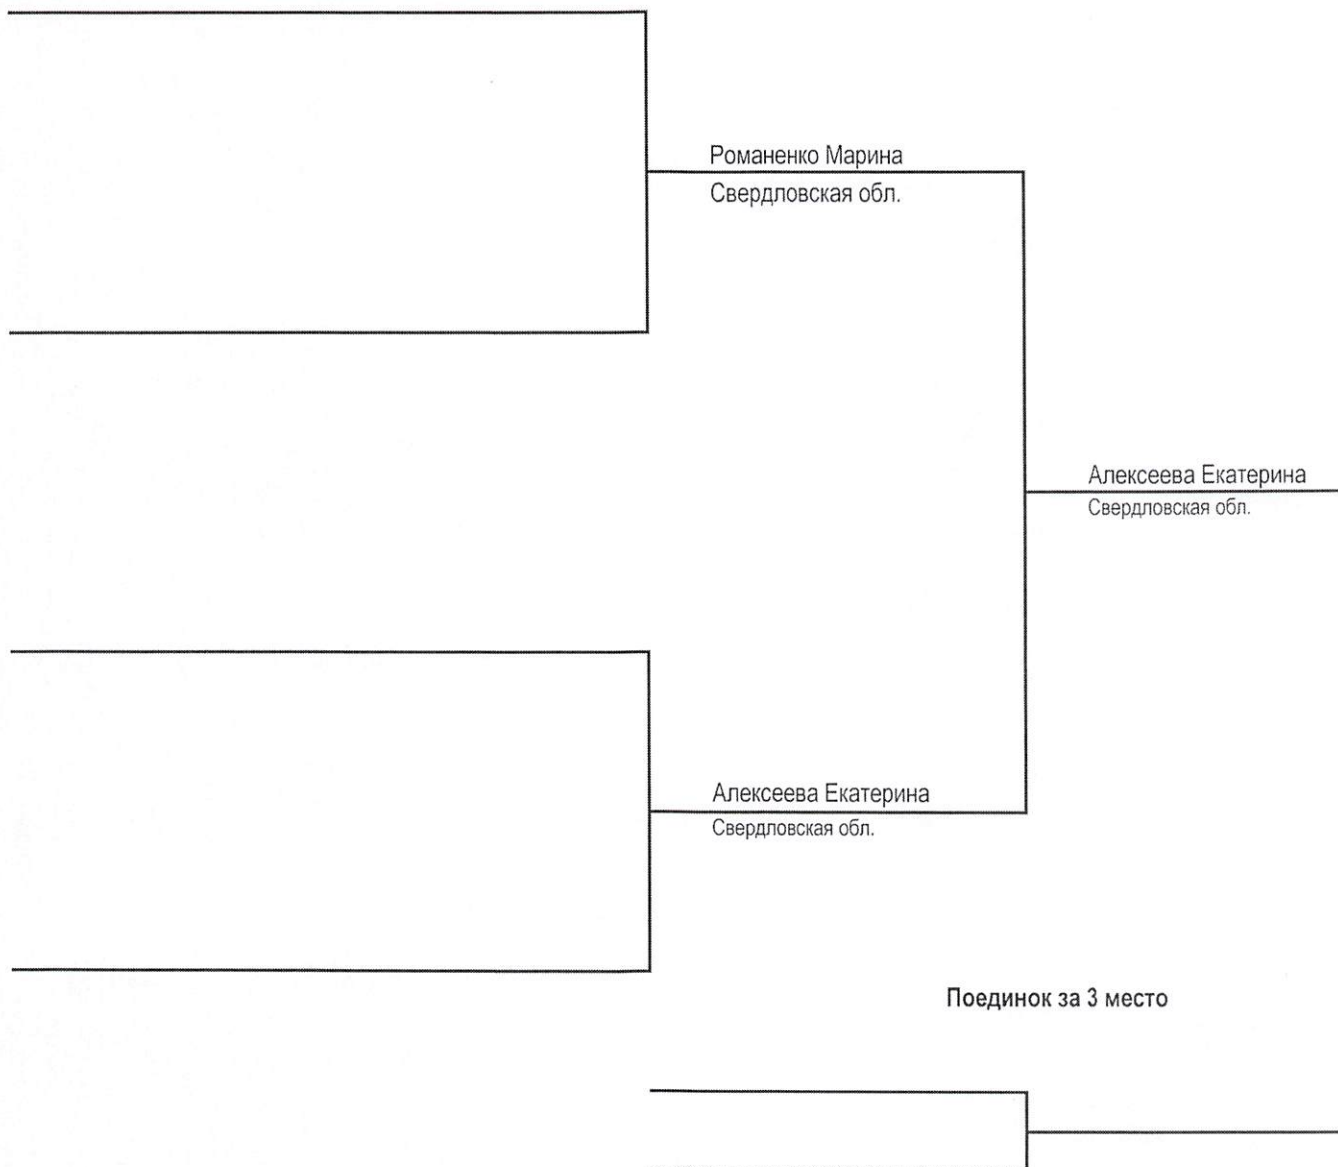 Романенко Марина
Свердловская обл.
Алексеева Екатерина
Свердловская обл.
Алексеева Екатерина
Свердловская обл.
Поединок за 3 место